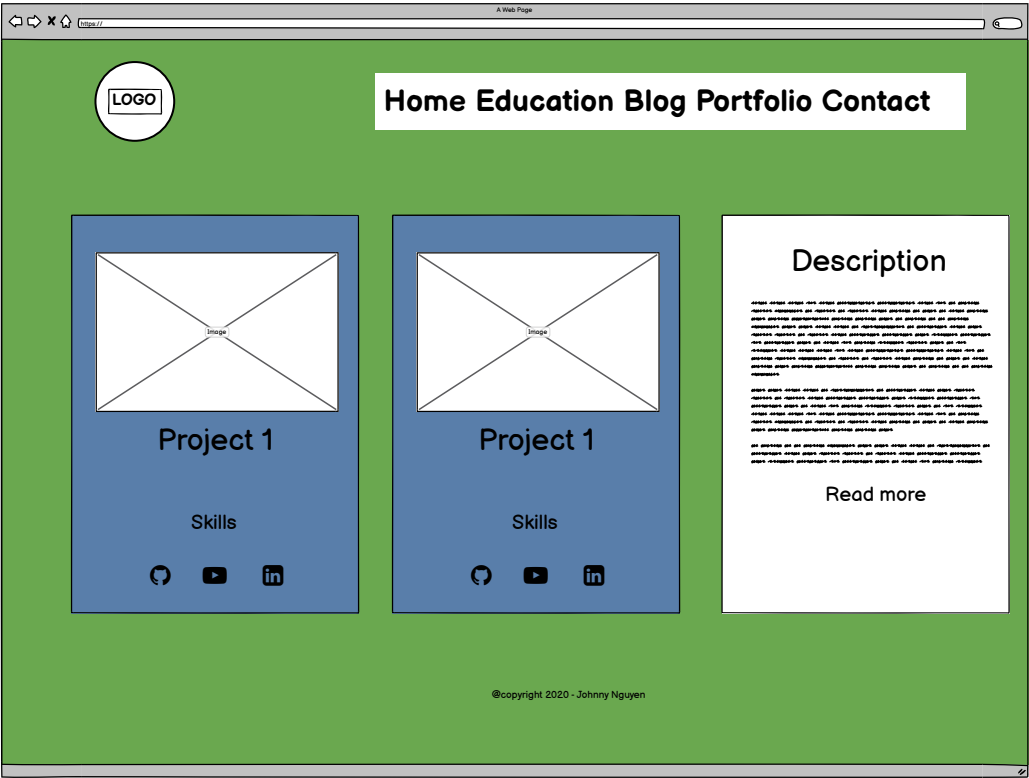 A Web Page
https://
LOGO
Home Education Blog Portfolio Contact
Image
Project 1
Skills
Image
Project 1
Skills
Description
Read more
@copyright 2020 - Johnny Nguyen